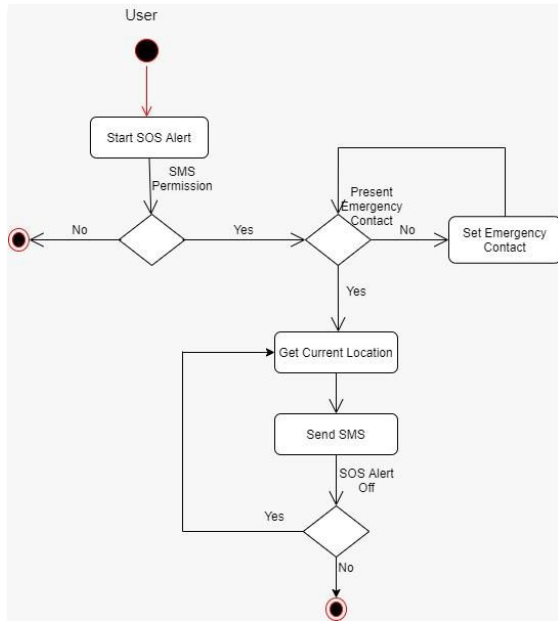 User
Start SOS Alert
SMS
Permission
Present
Emergency
Contact
No
Yes
No
Set Emergency
Contact
Yes
Get Current Location
Send SMS
SOS Alert
Off
Yes
No